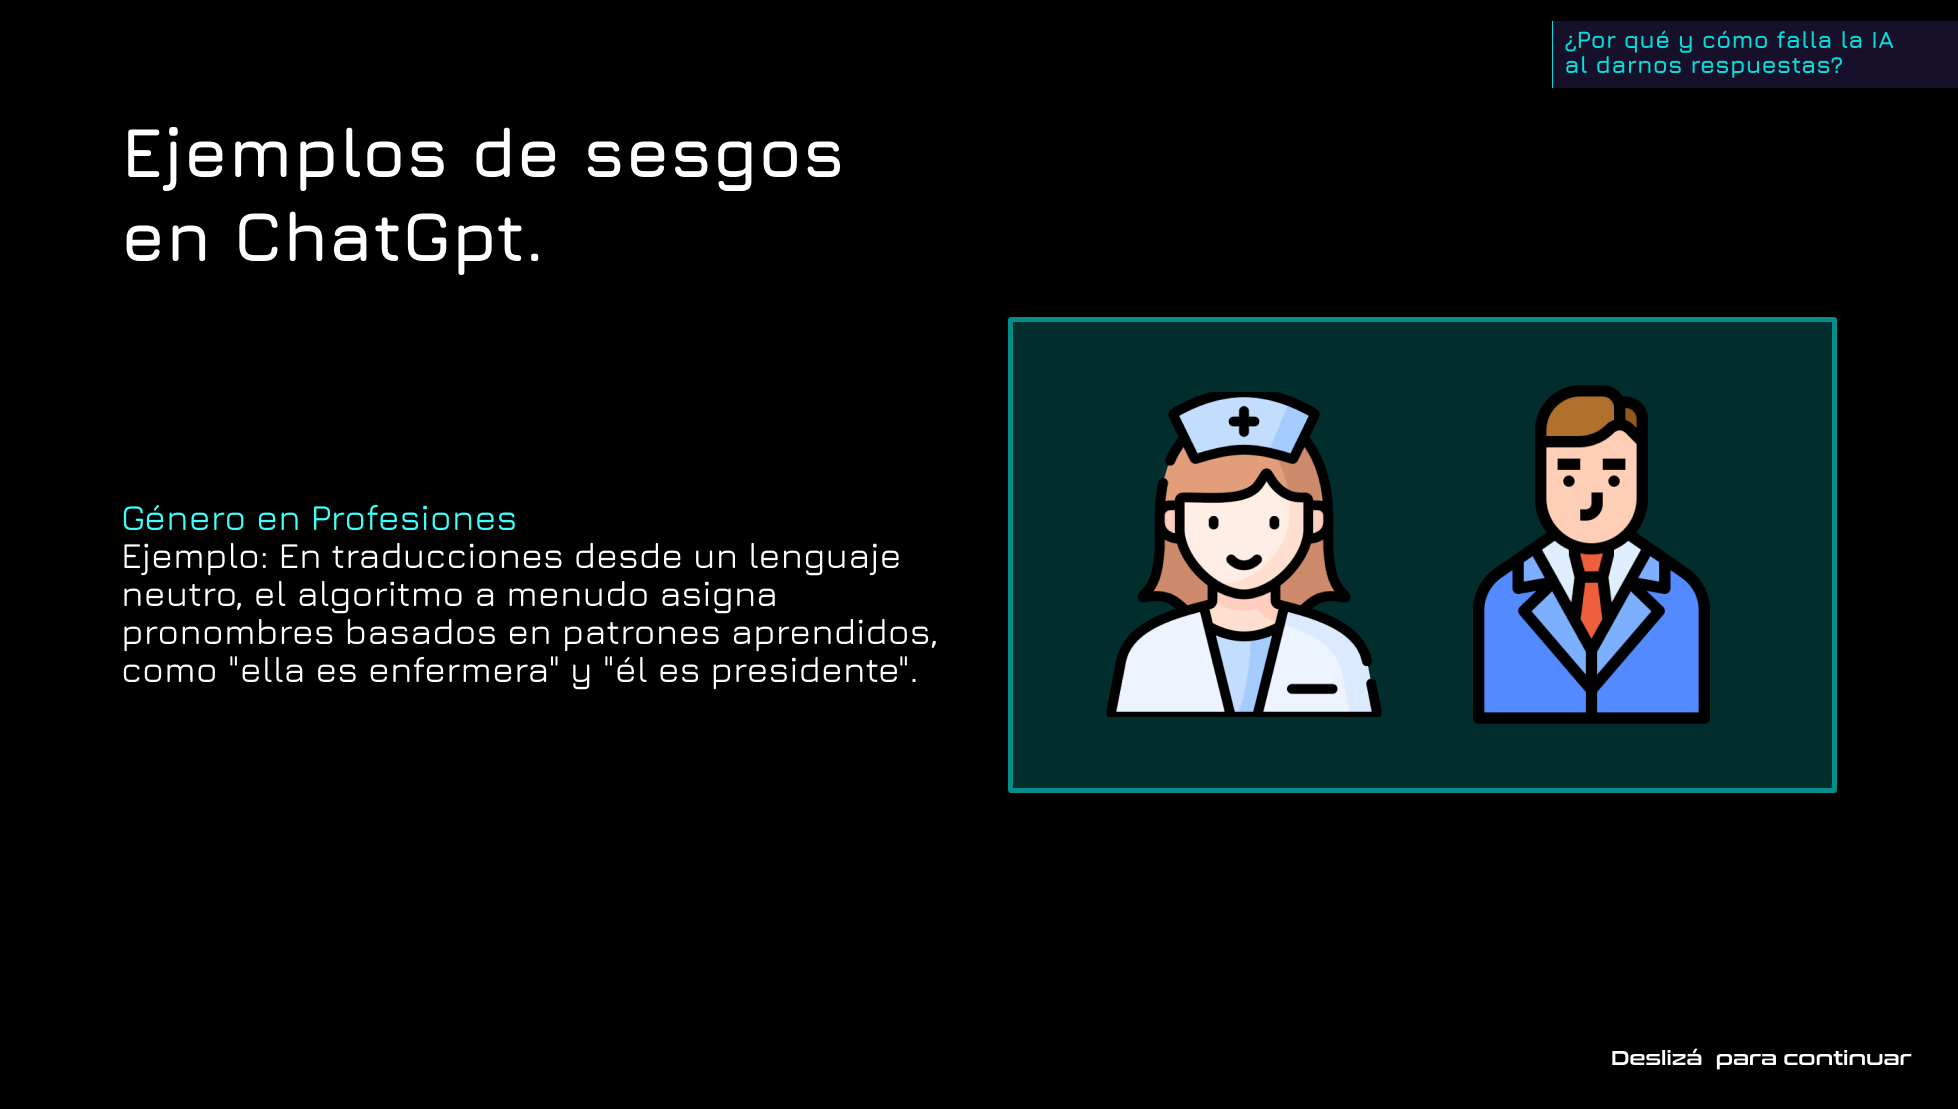 ¿Por qué y cómo falla la IA
al darnos respuestas?
Ejemplos de sesgos
en ChatGpt.
Género en Profesiones
Ejemplo: En traducciones desde un lenguaje
neutro, el algoritmo a menudo asigna
pronombres basados en patrones aprendidos,
como "ella es enfermera" y "él es presidente".
Deslizá para continuar